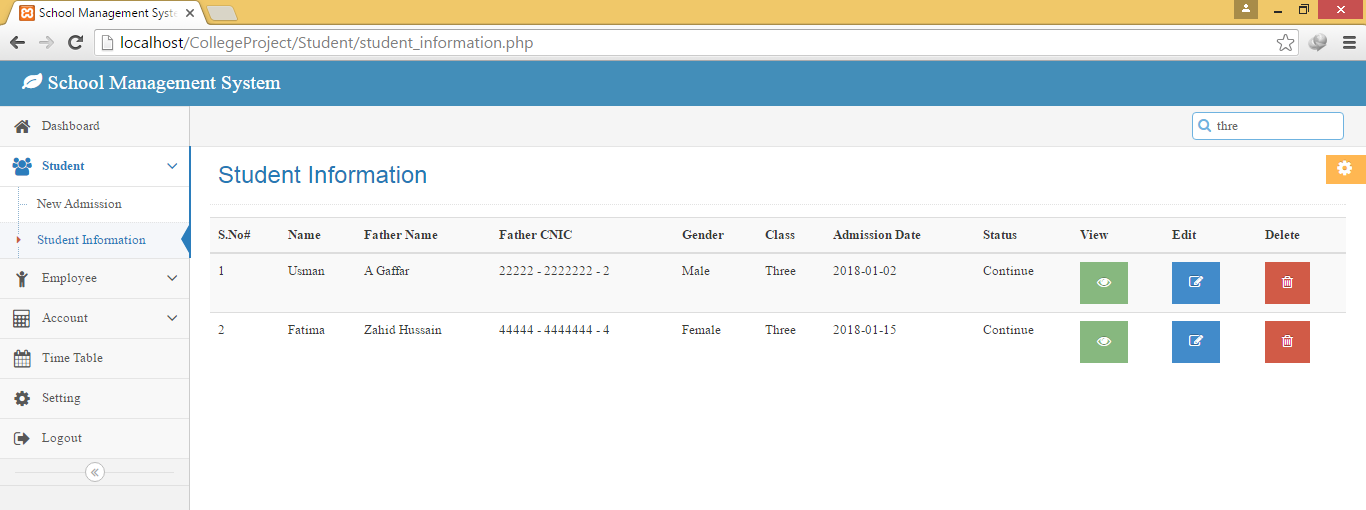 School Management Syst
localhost/CollegeProject/Student/student_information.php
School Management System
thre
Dashboard
Student
New Admission
Student Information
Employee
Account
Time Table
Setting
Logout
Student Information
S.No# Name Father Name Father CNIC Gender Class Admission Date Status View Edit Delete
1 Usman A Gaffar 22222 - 2222222 - 2 Male Three 2018-01-02 Continue
2 Fatima Zahid Hussain 44444 - 4444444 - 4 Female Three 2018-01-15 Continue